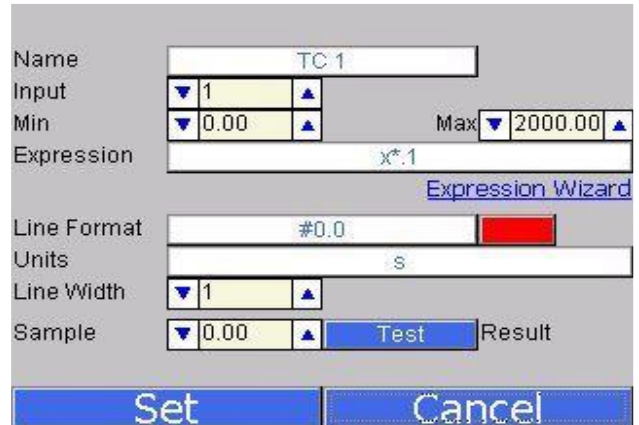 Name TC 1
Input 1
Min 0.00 Max 2000.00
Expression x*.1
Expression Wizard
Line Format #0.0
Units s
Line Width 1
Sample 0.00 Test Result
Set Cancel